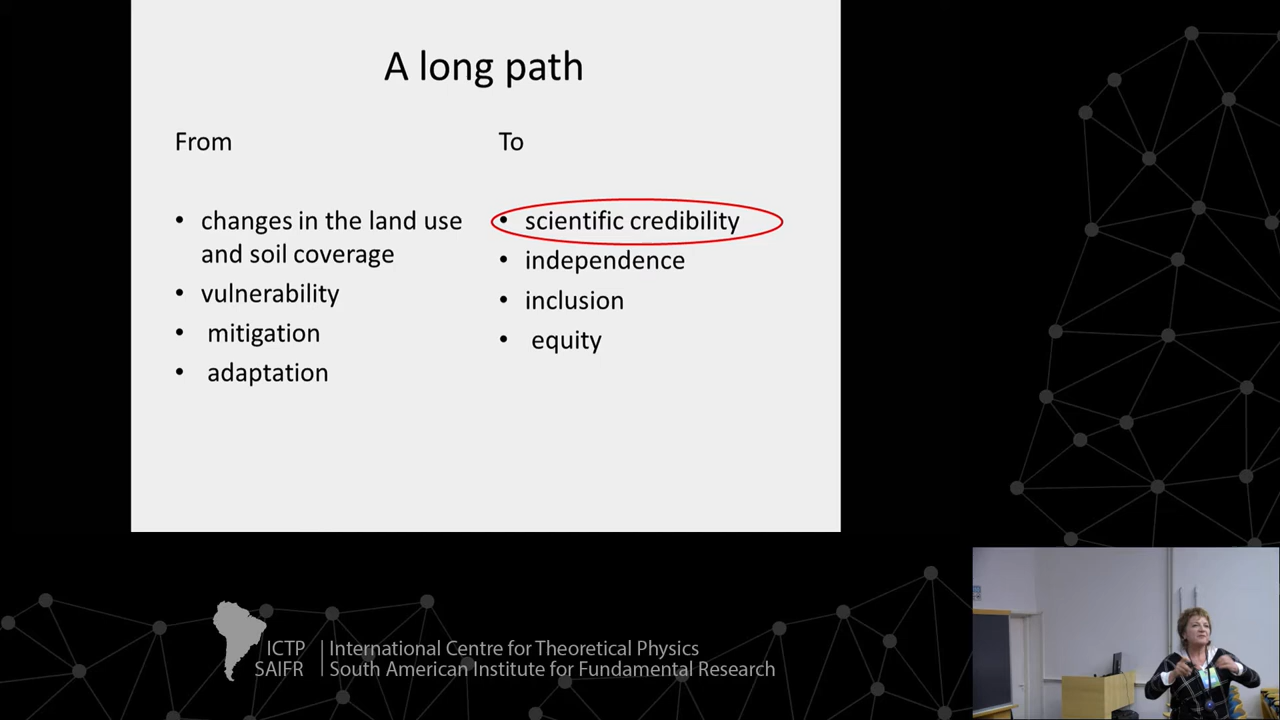 A long path
From
• changes in the land use
and soil coverage
• vulnerability
• mitigation
• adaptation
To
• scientific credibility
• independence
• inclusion
• equity
ICTP
SAIFR
International Centre for Theoretical Physics
South American Institute for Fundamental Research